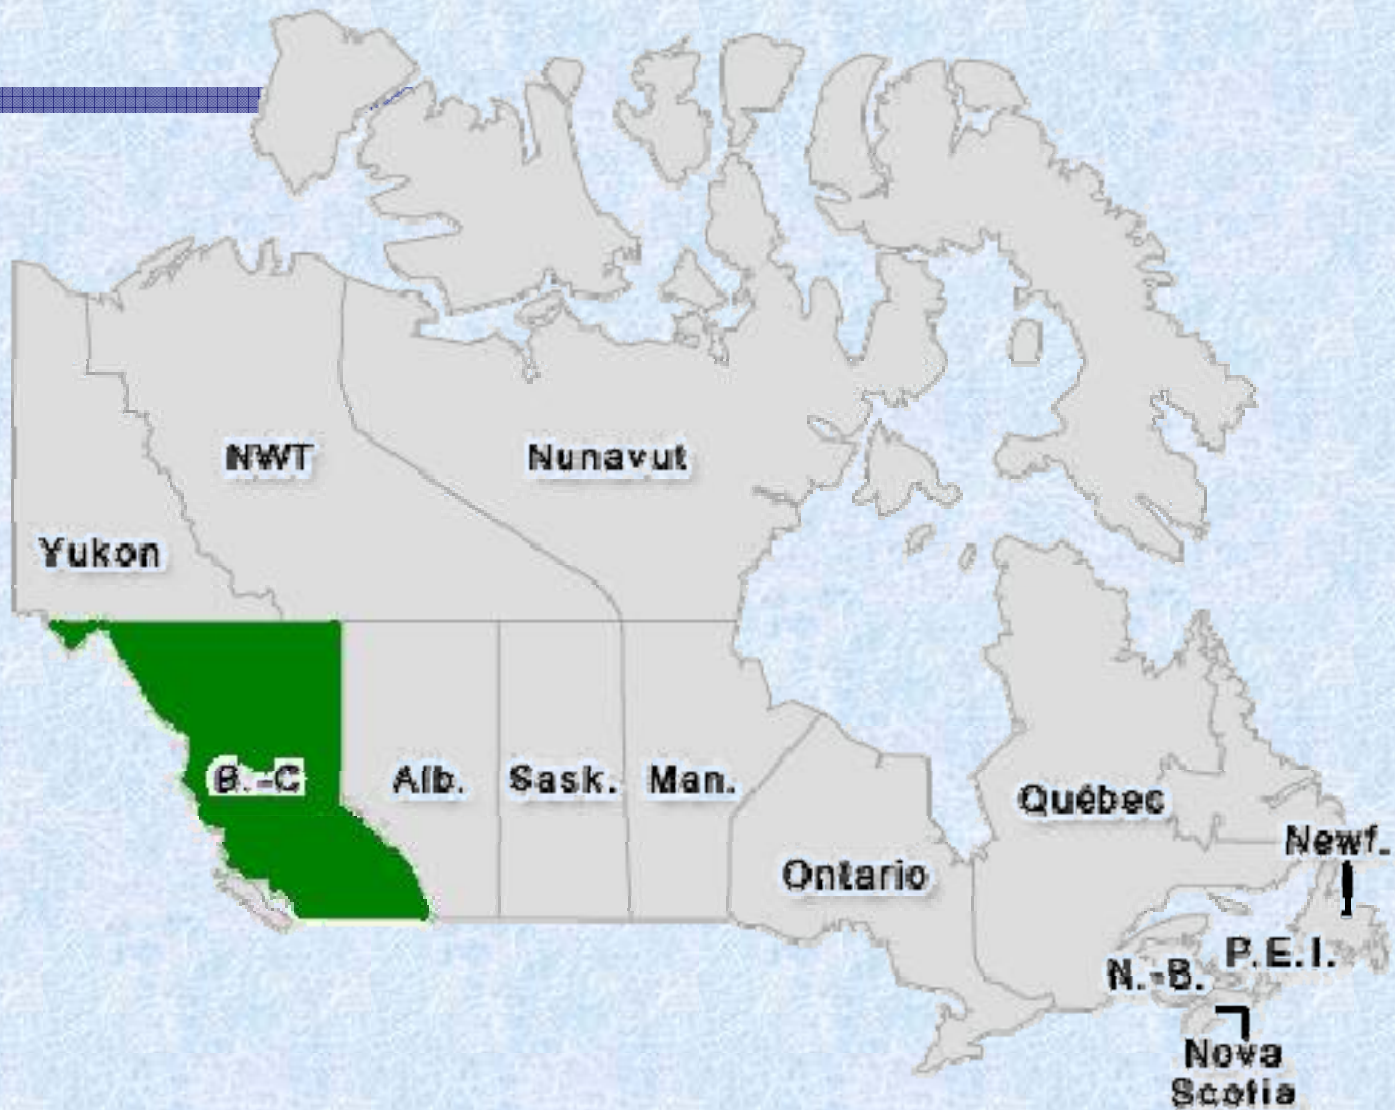 NWT
Nunavut
Yukon
B.-C
Alb.
Sask.
Man.
Québec
Newf.
Ontario
P.E.I.
N.-B.
Nova
Scotia